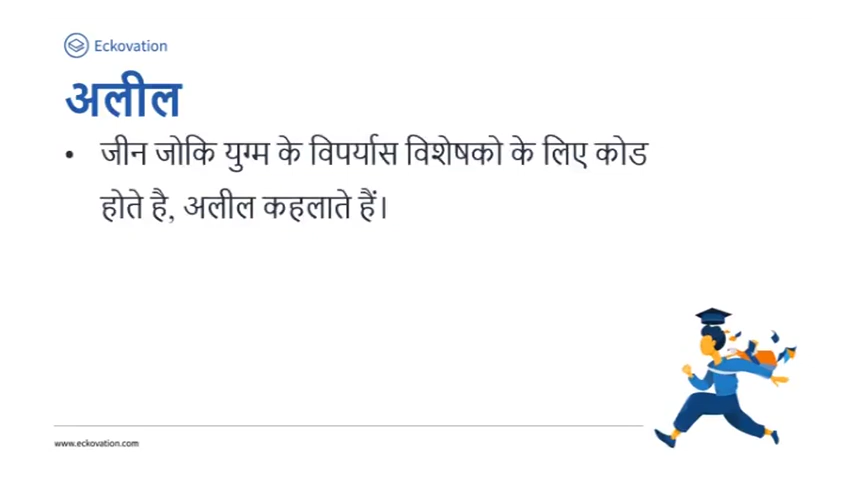 Eckovation
अलील
• जीन जोकि युग्म के विपर्यास विशेषको के लिए कोड
होते है, अलील कहलाते हैं।
www.eckovation.com